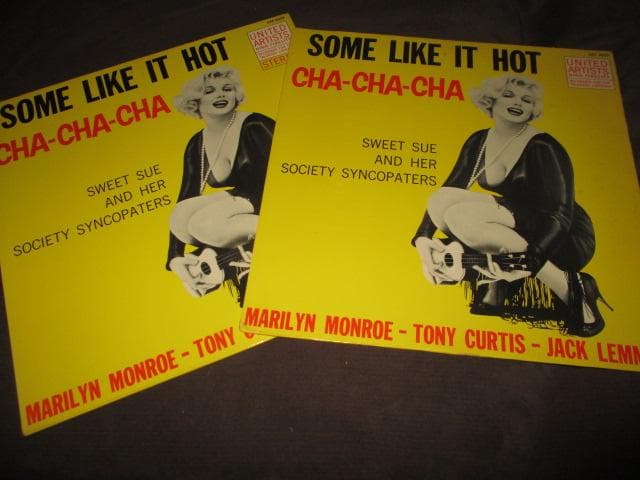 SOME LIKE IT HOT
CHA-CHA-CHA
SWEET SUE
AND HER
SOCIETY SYNCOPATERS
MARILYN MONROE - TONY
UNITED
ARTISTS
STEREO
SOME LIKE IT HOT
CHA-CHA-CHA
SWEET SUE
AND HER
SOCIETY SYNCOPATERS
MARILYN MONROE - TONY CURTIS - JACK LEMM
UNITED
ARTISTS